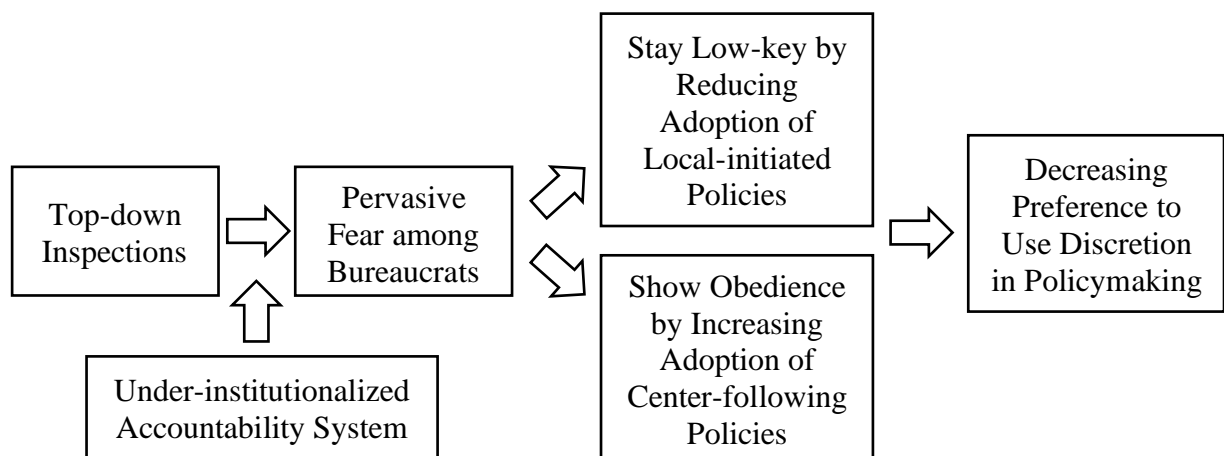 Top-down
Inspections
Under-institutionalized
Accountability System
Pervasive
Fear among
Bureaucrats
Stay Low-key by
Reducing
Adoption of
Local-initiated
Policies
Show Obedience
by Increasing
Adoption of
Center-following
Policies
Decreasing
Preference to
Use Discretion
in Policymaking